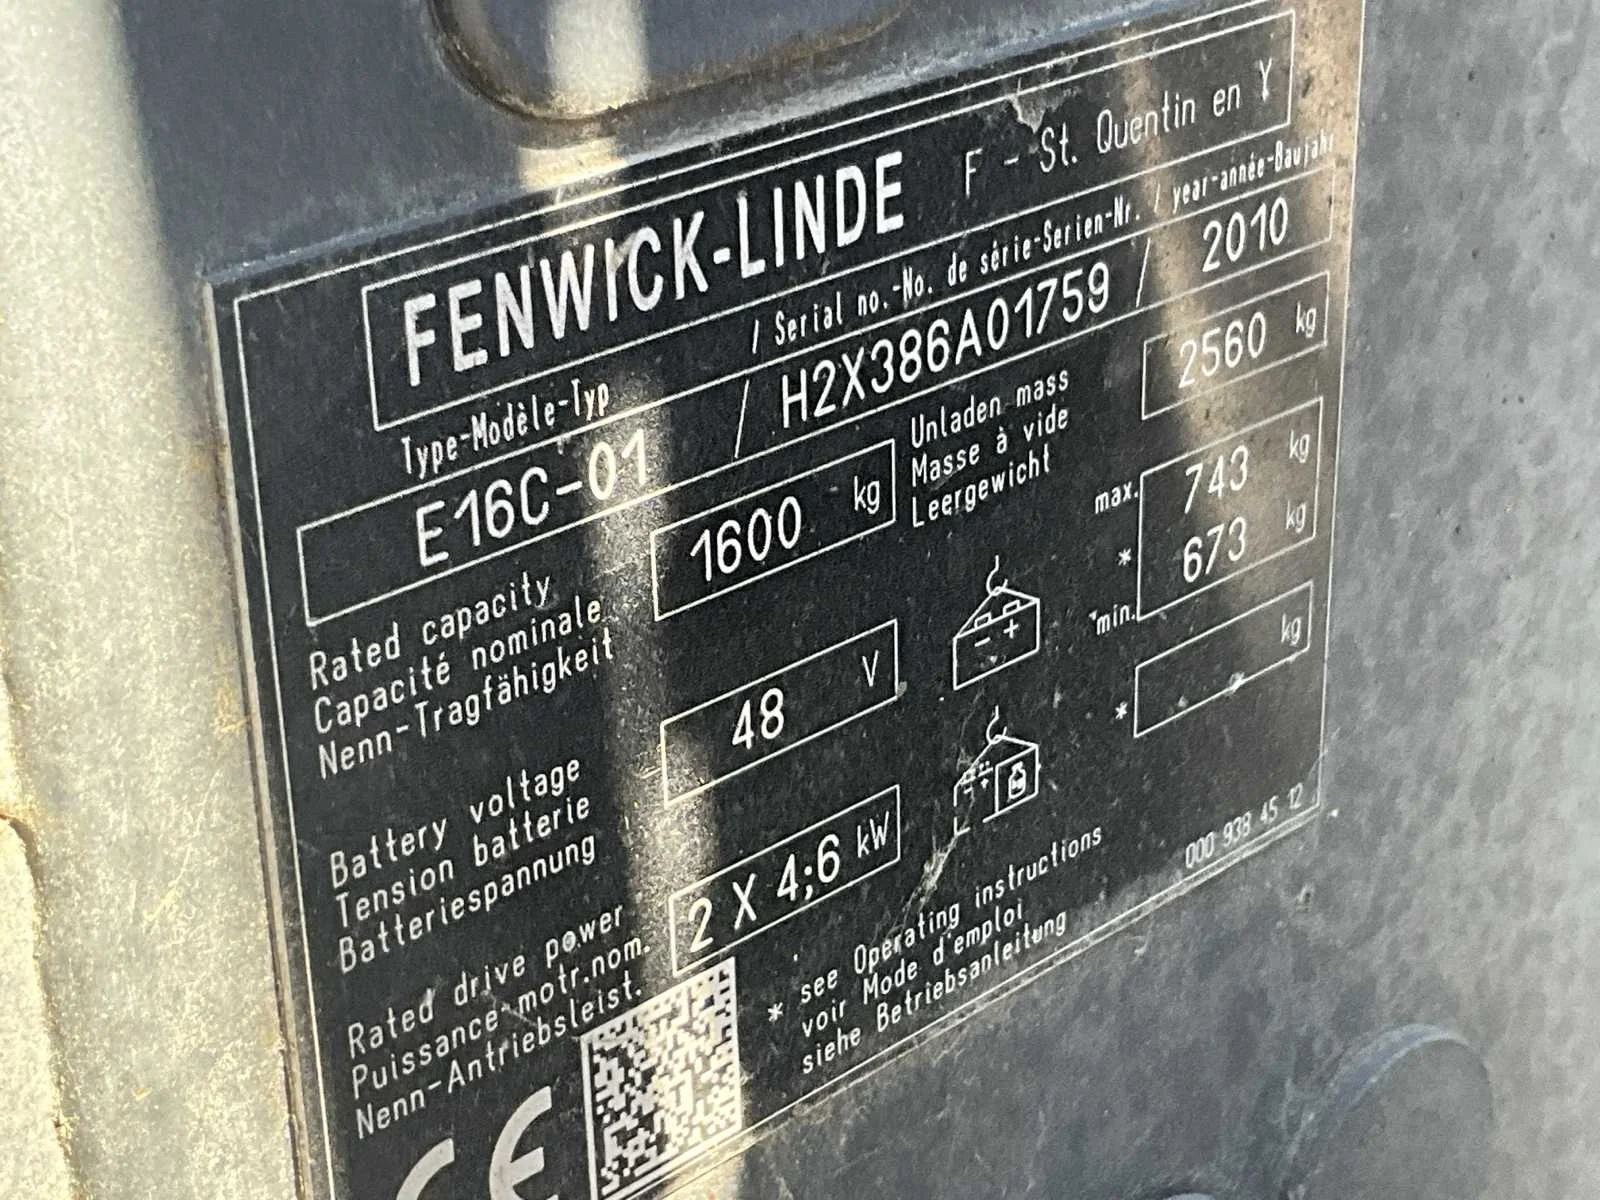 FENWICK-LINDE F - St. Quentin en Y
Type-Modèle-Typ / Serial no.-No. de série-Serien-Nr. / year-année-Baujahr
E16C-01 / H2X386A01759 / 2010
Rated capacity
Capacité nominale
Nenn-Tragfähigkeit
1600 kg
Unladen mass
Masse à vide
Leergewicht
2560 kg
Battery voltage
Tension batterie
Batteriespannung
48 V
- +
max. 743 kg
*
min. 673 kg
Rated drive power
Puissance-motr.nom.
Nenn-Antriebsleist.
2 X 4;6 kW
* kg
* see Operating instructions
voir Mode d'emploi
siehe Betriebsanleitung
000 938 45 12
CE